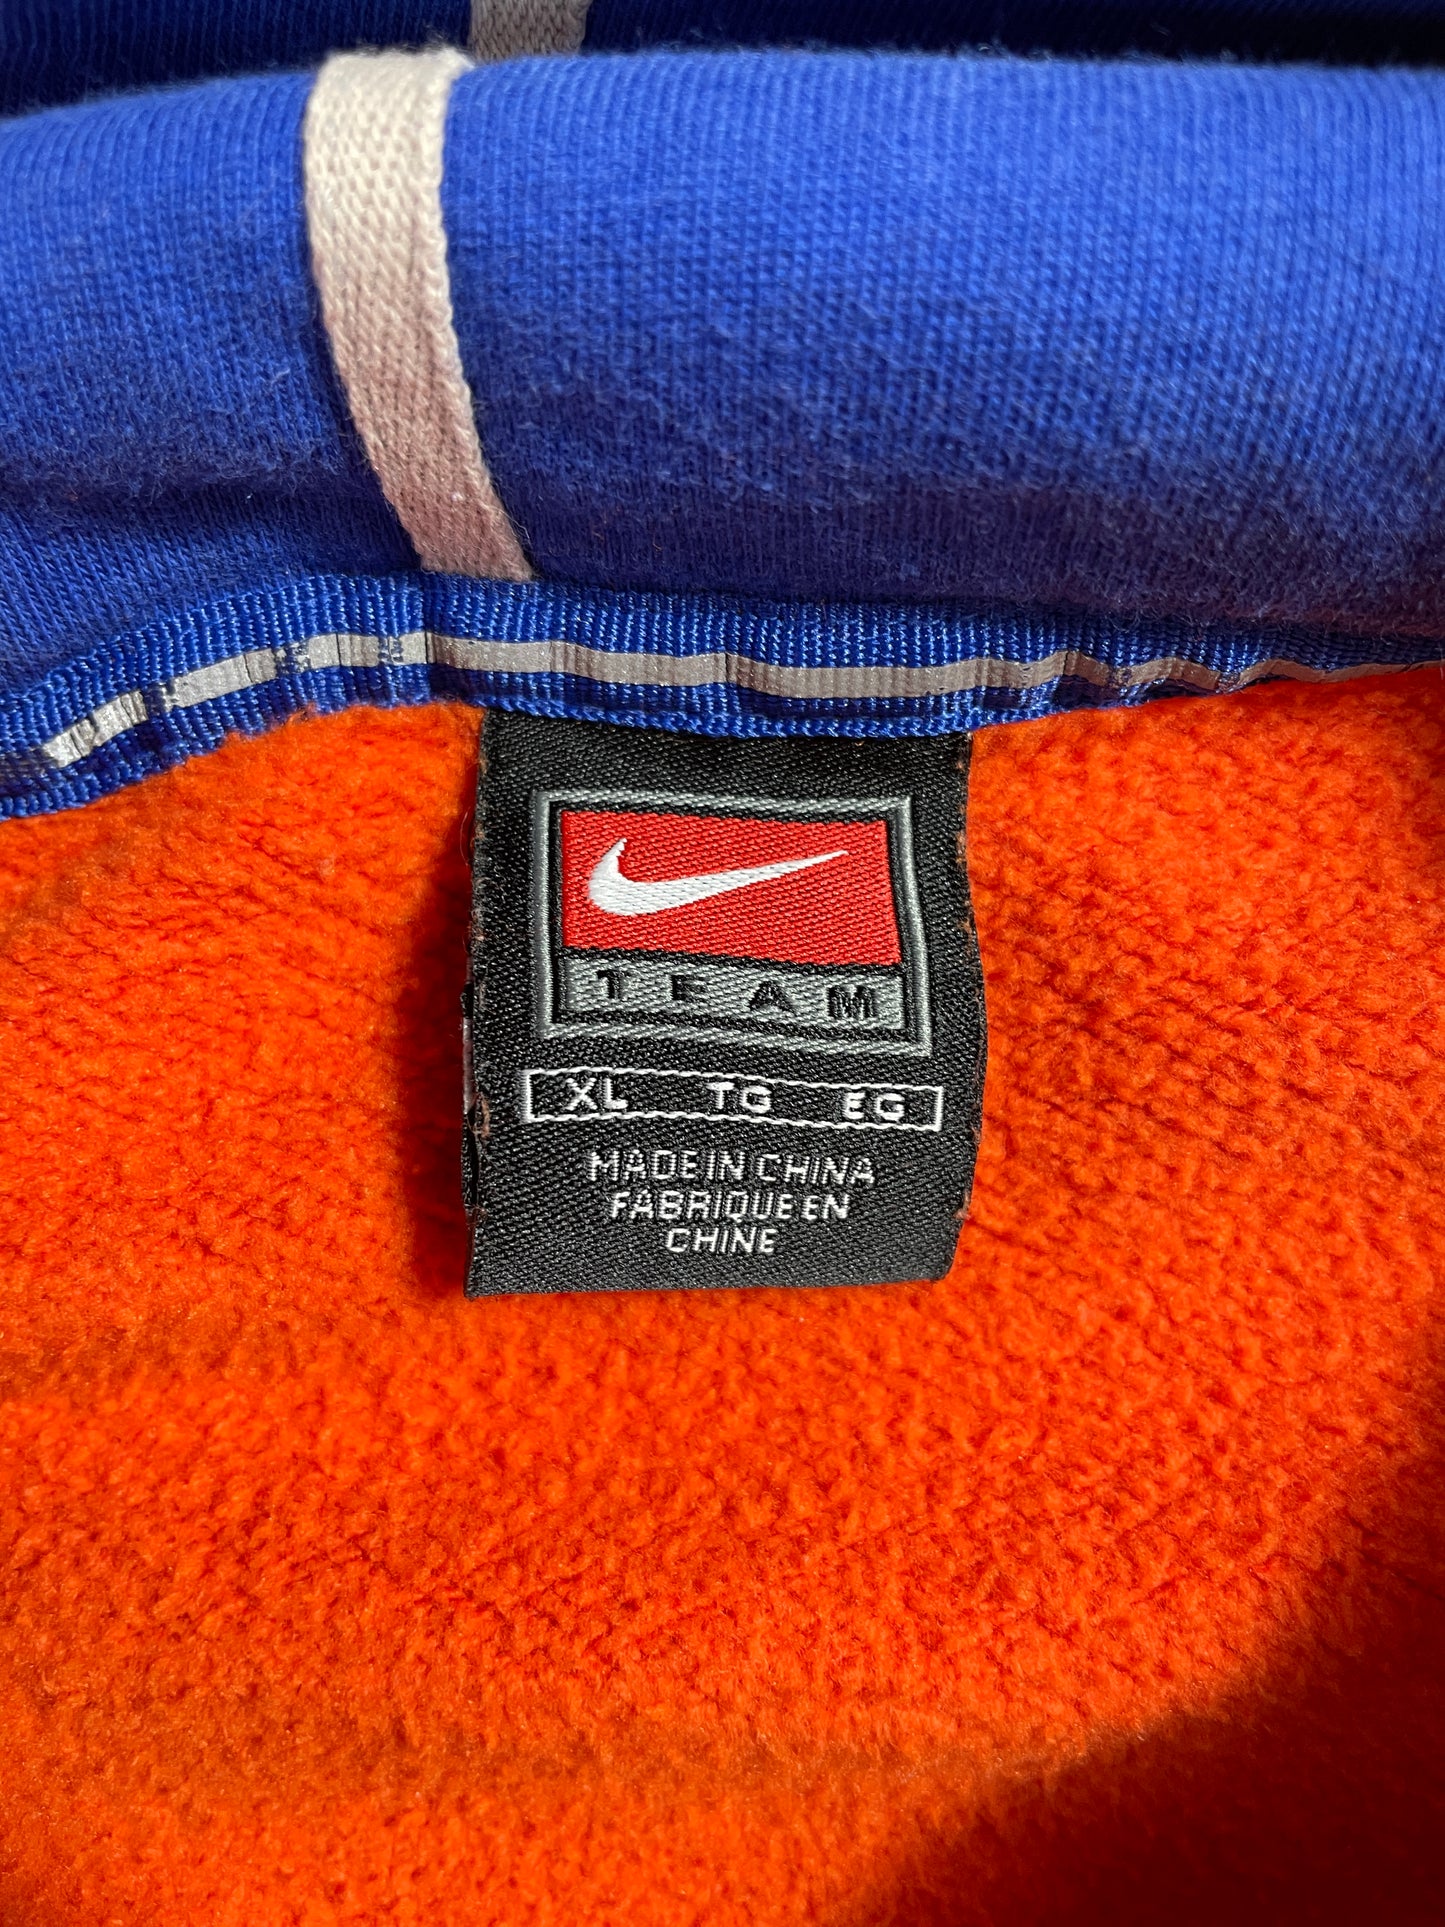 TEAM
XL TG EG
MADE IN CHINA
FABRIQUE EN
CHINE